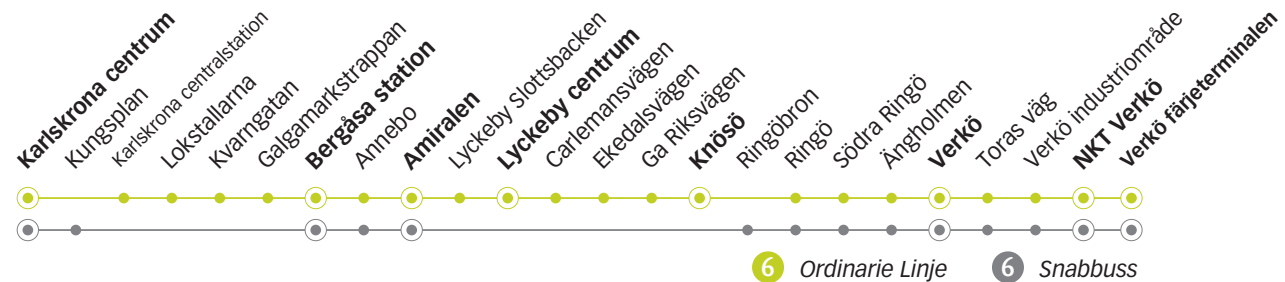 Karlskrona centrum
Kungsplan
Karlskrona centralstation
Lokstallarna
Kvarngatan
Galgamarkstrappan
Bergåsa station
Annebo
Amiralen
Lyckeby Slottsbacken
Lyckeby centrum
Carlemansvägen
Ekedalsvägen
Ga Riksvägen
Knösö
Ringöbron
Ringö
Södra Ringö
Ängholmen
Verkö
Toras väg
Verkö industriområde
NKT Verkö
Verkö färjeterminalen
6 Ordinarie Linje 6 Snabbuss